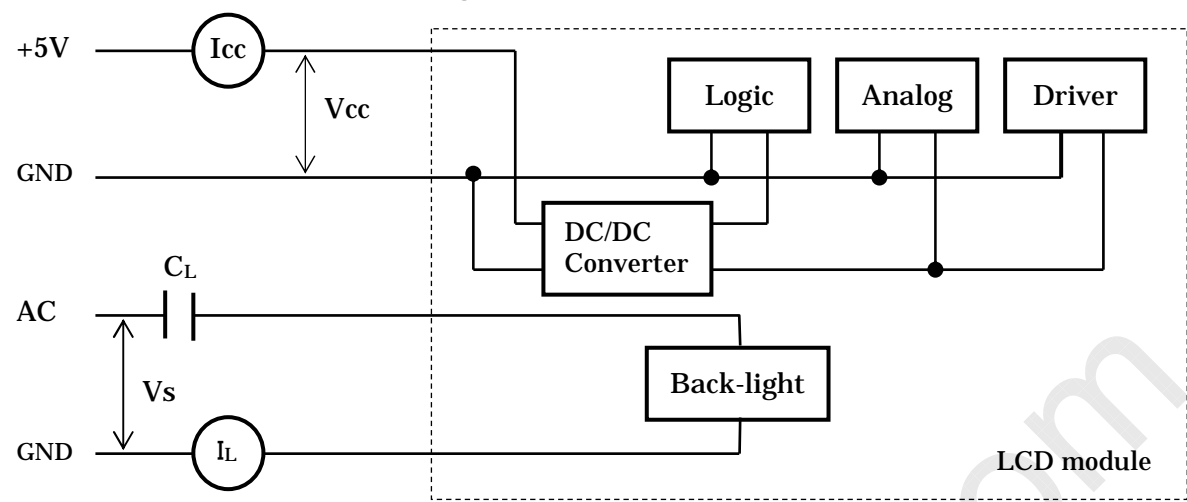 +5V
Icc
Vcc
GND
Logic
Analog
Driver
DC/DC
Converter
CL
AC
Vs
Back-light
GND
IL
LCD module
om